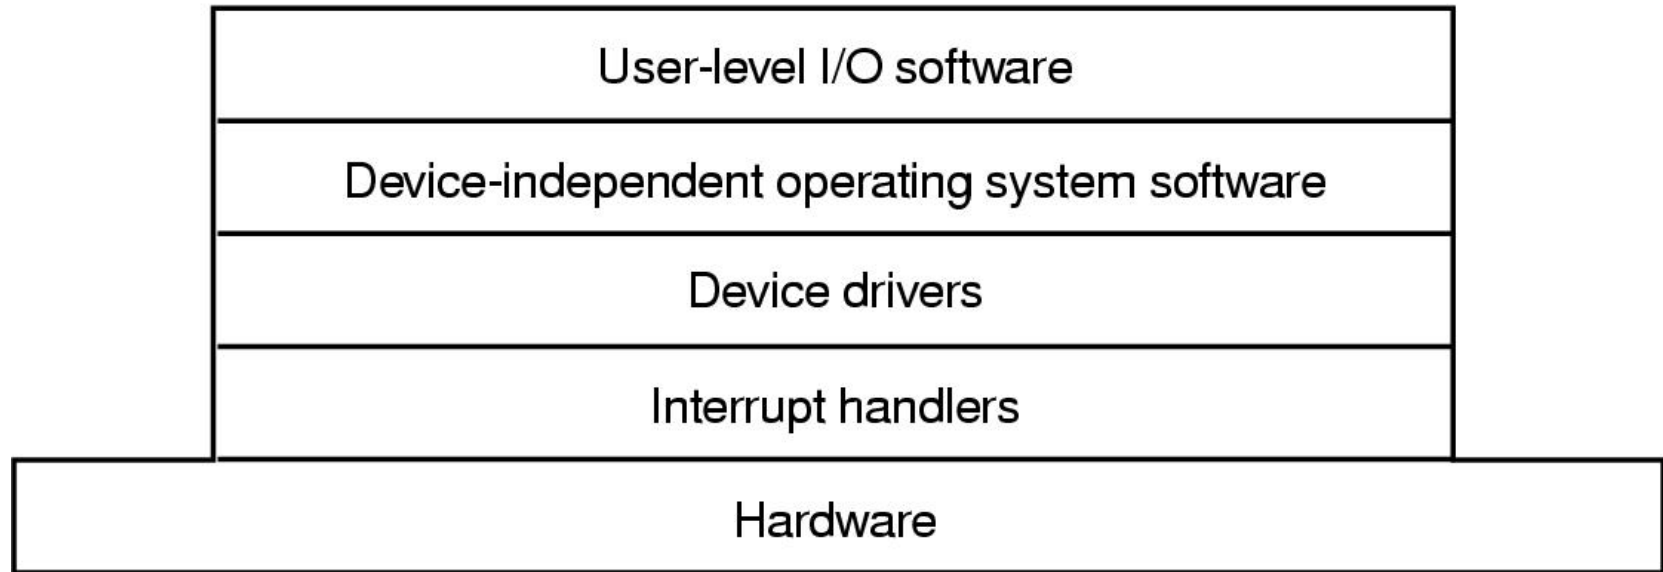 User-level I/O software
Device-independent operating system software
Device drivers
Interrupt handlers
Hardware